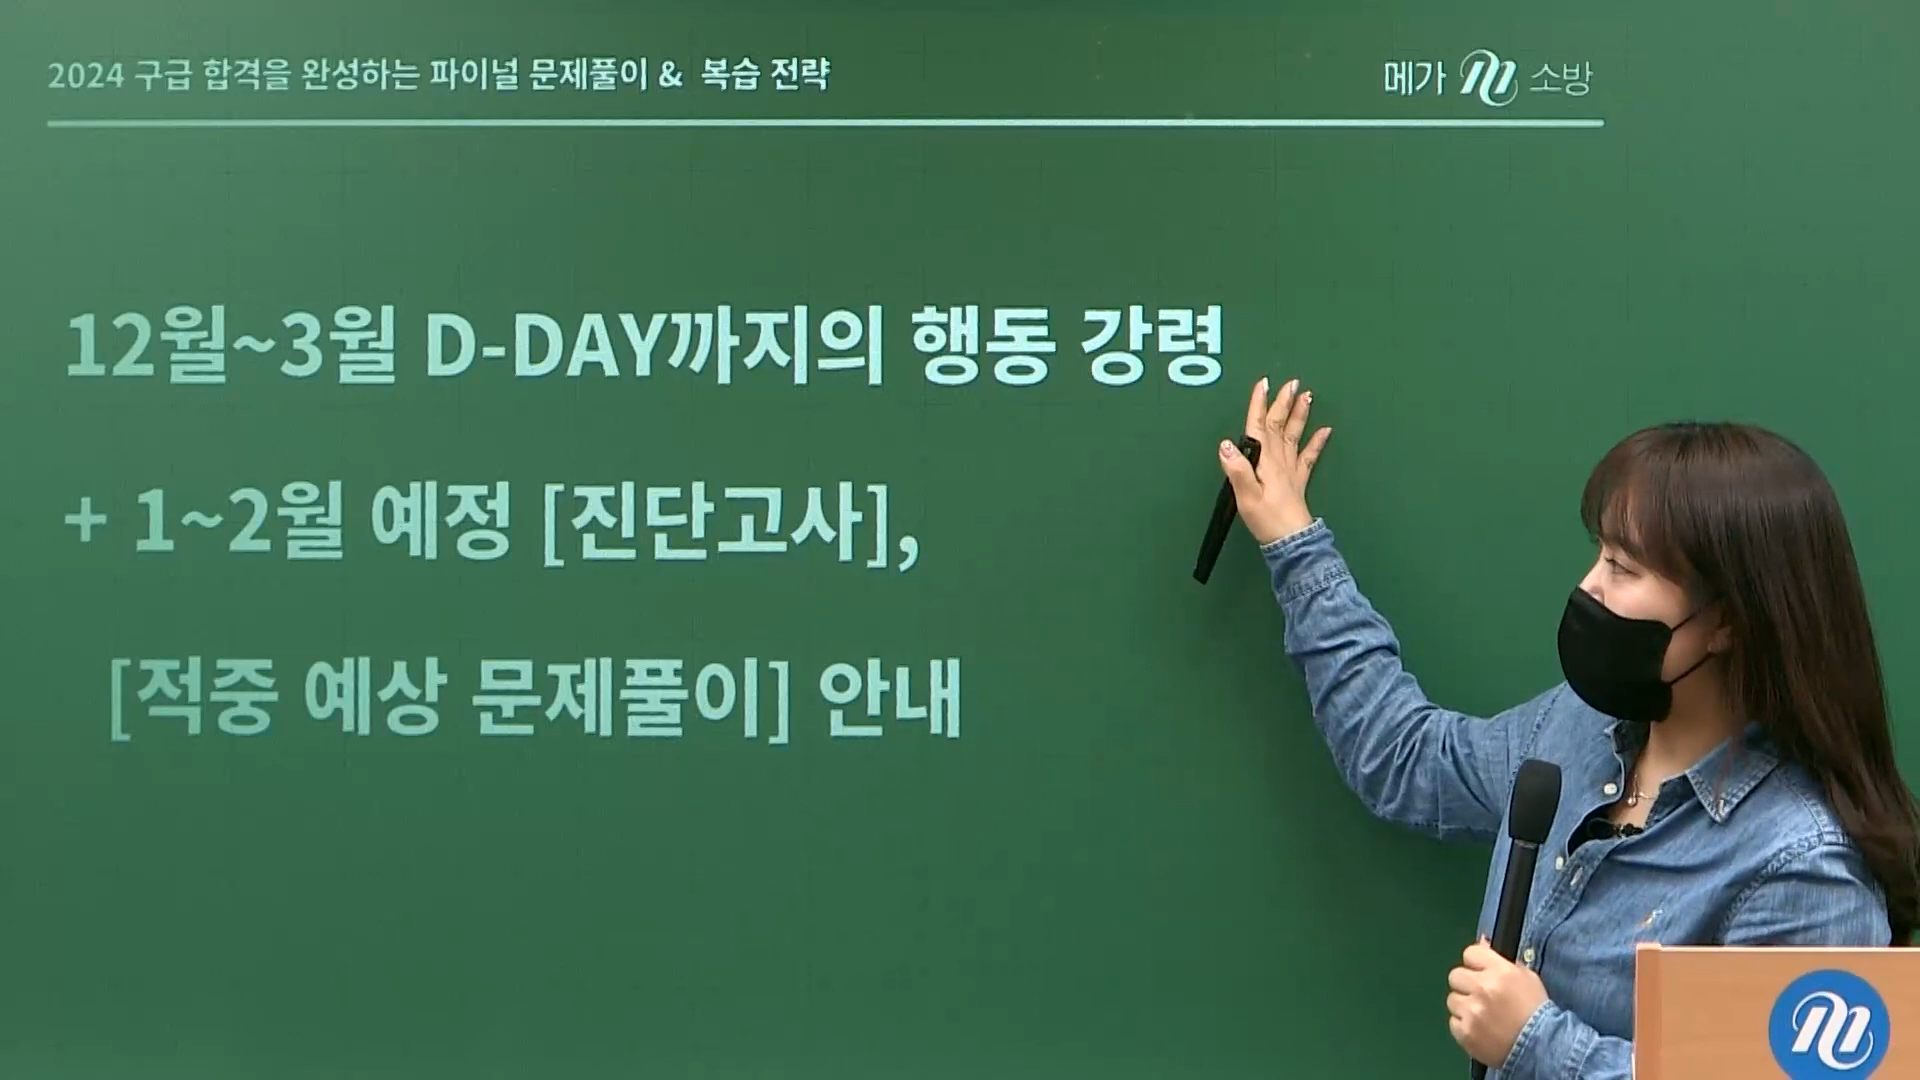 2024 구급 합격을 완성하는 파이널 문제풀이 & 복습 전략
메가 M 소방
12월~3월 D-DAY까지의 행동 강령
+ 1~2월 예정 [진단고사],
[적중 예상 문제풀이] 안내
M